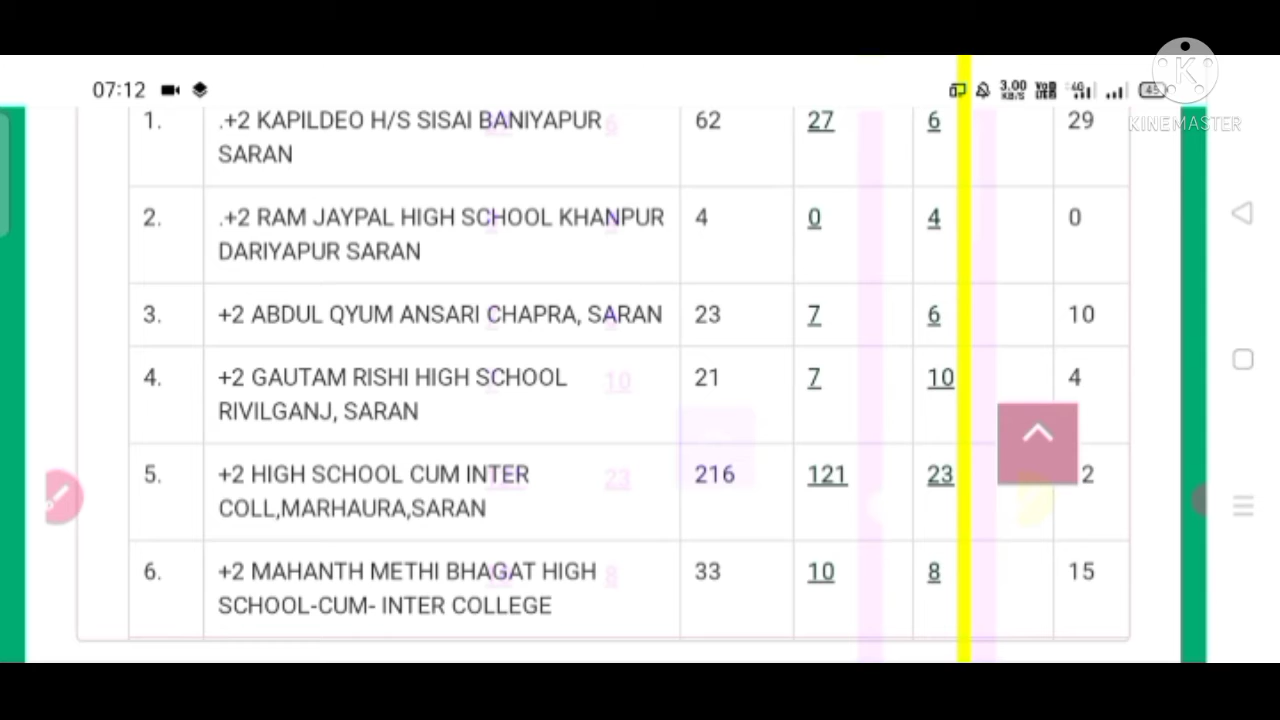 07:12 3.00 KB/S 4G 45
KINEMASTER
1. .+2 KAPILDEO H/S SISAI BANIYAPUR 62 27 6 29
SARAN
2. .+2 RAM JAYPAL HIGH SCHOOL KHANPUR 4 0 4 0
DARIYAPUR SARAN
3. +2 ABDUL QYUM ANSARI CHAPRA, SARAN 23 7 6 10
4. +2 GAUTAM RISHI HIGH SCHOOL 21 7 10 4
RIVILGANJ, SARAN
5. +2 HIGH SCHOOL CUM INTER 216 121 23 2
COLL,MARHAURA,SARAN
6. +2 MAHANTH METHI BHAGAT HIGH 33 10 8 15
SCHOOL-CUM- INTER COLLEGE